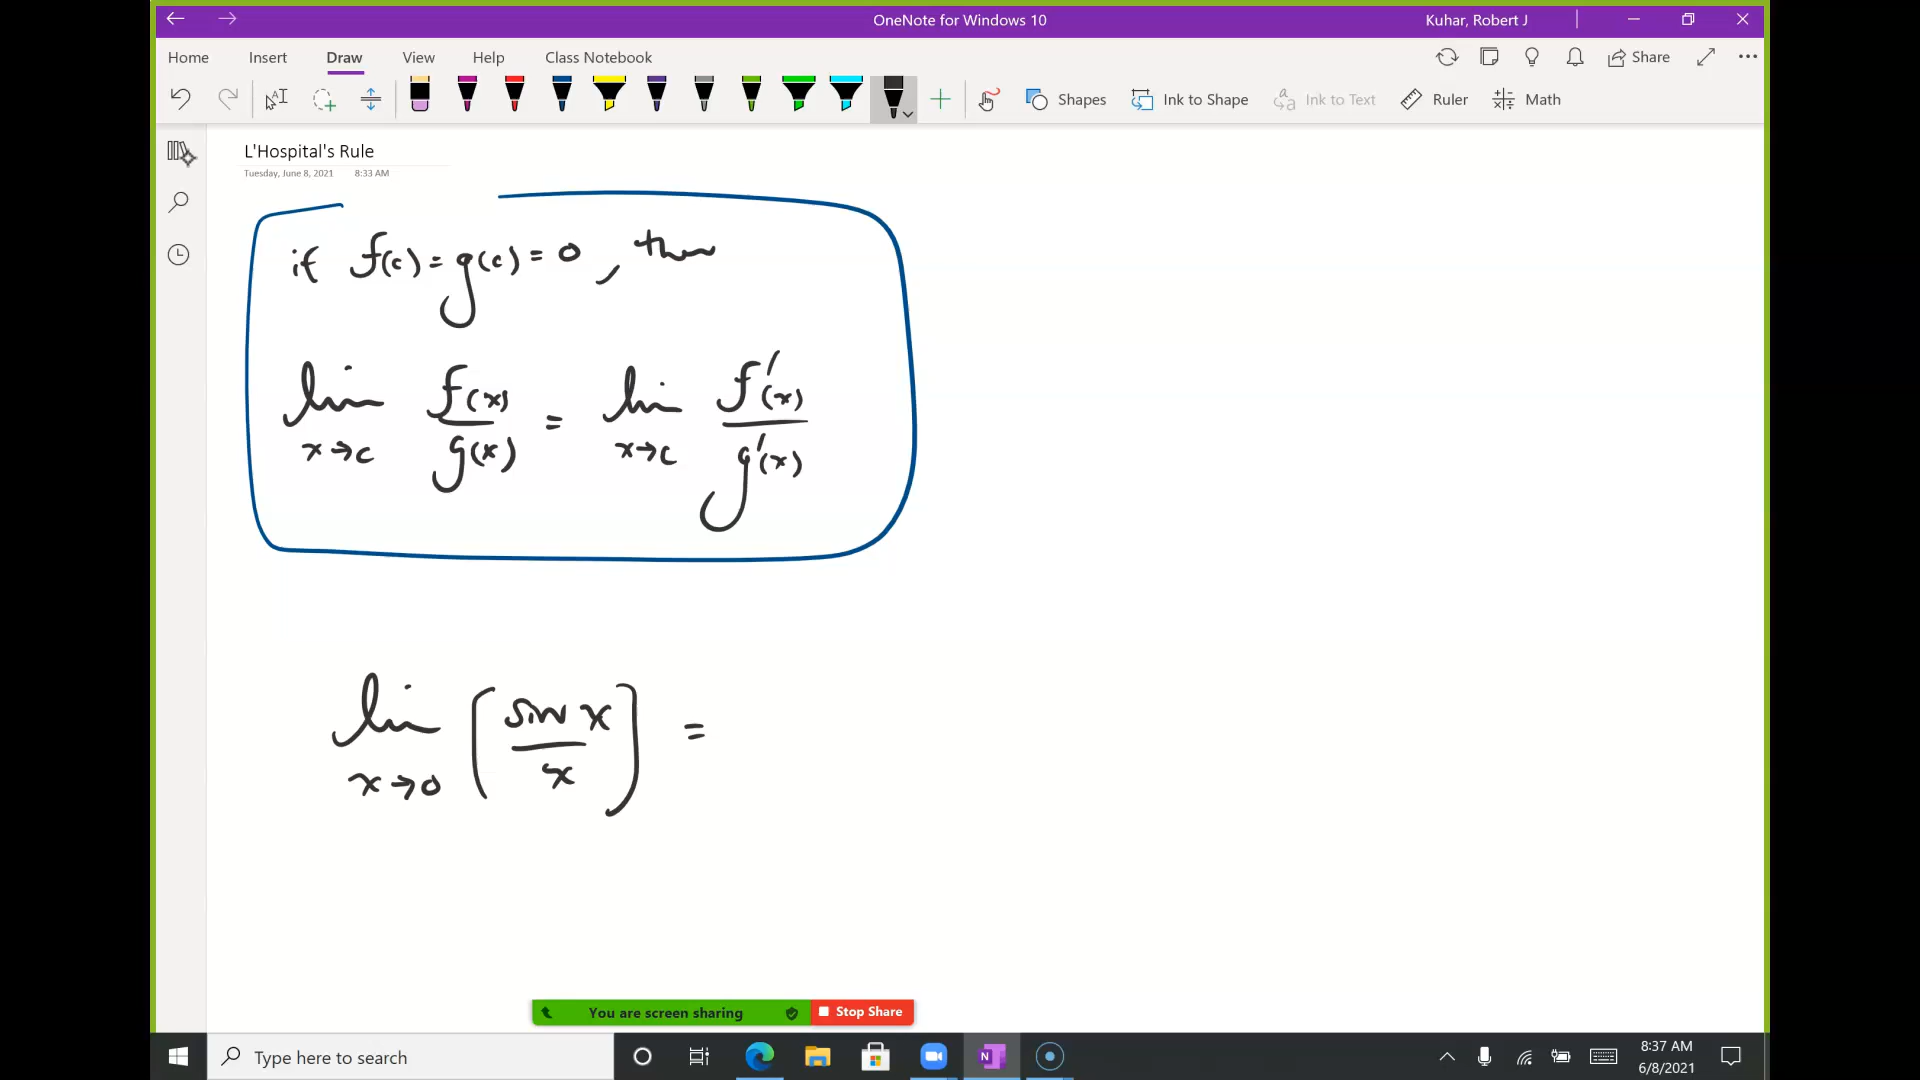 OneNote for Windows 10
Kuhar, Robert J
Home Insert Draw View Help Class Notebook Share
Shapes Ink to Shape Ink to Text Ruler Math
L'Hospital's Rule
Tuesday, June 8, 2021 8:33 AM
if f(c) = g(c) = 0 , then
lim f(x) = lim f'(x)
x→c g(x) x→c g'(x)
lim [ sin x ] =
x→0 x
You are screen sharing Stop Share
Type here to search
N
8:37 AM
6/8/2021